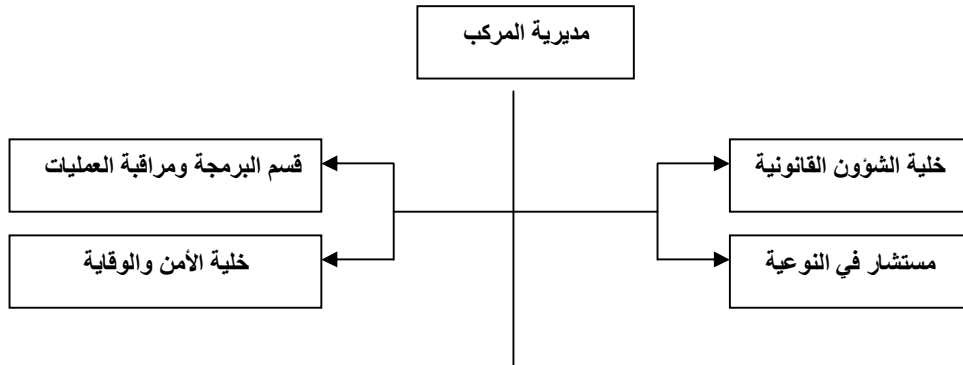 مديرية المركب
خلية الشؤون القانونية
قسم البرمجة ومراقبة العمليات
مستشار في النوعية
خلية الأمن والوقاية